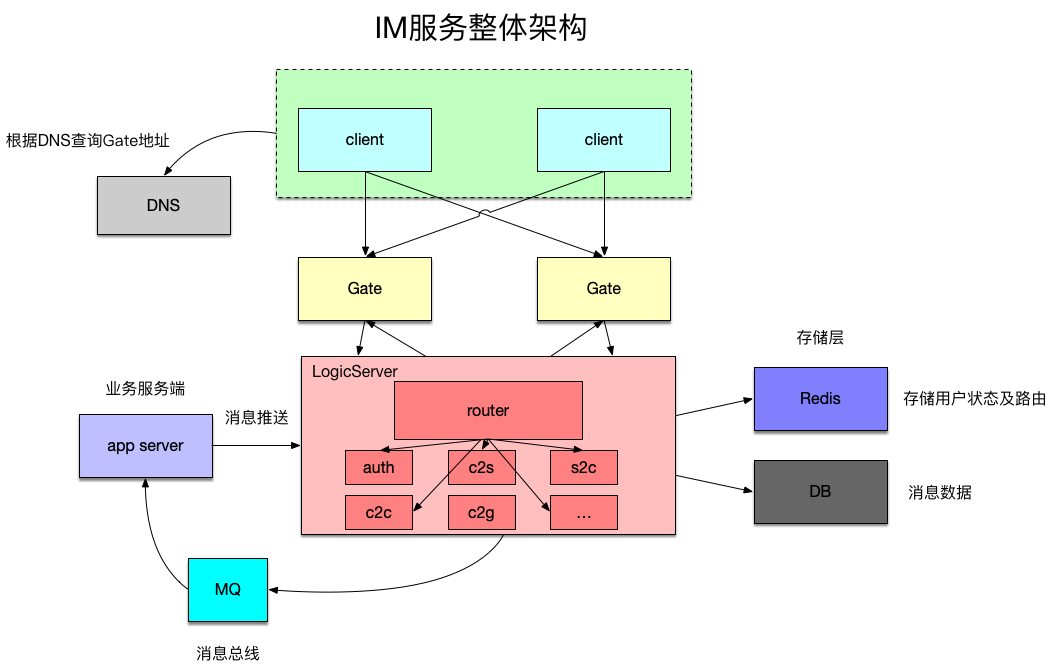 IM服务整体架构
client
client
根据DNS查询Gate地址
DNS
Gate
Gate
存储层
LogicServer
业务服务端
router
Redis
存储用户状态及路由
消息推送
app server
auth
c2s
s2c
DB
消息数据
c2c
c2g
...
MQ
消息总线